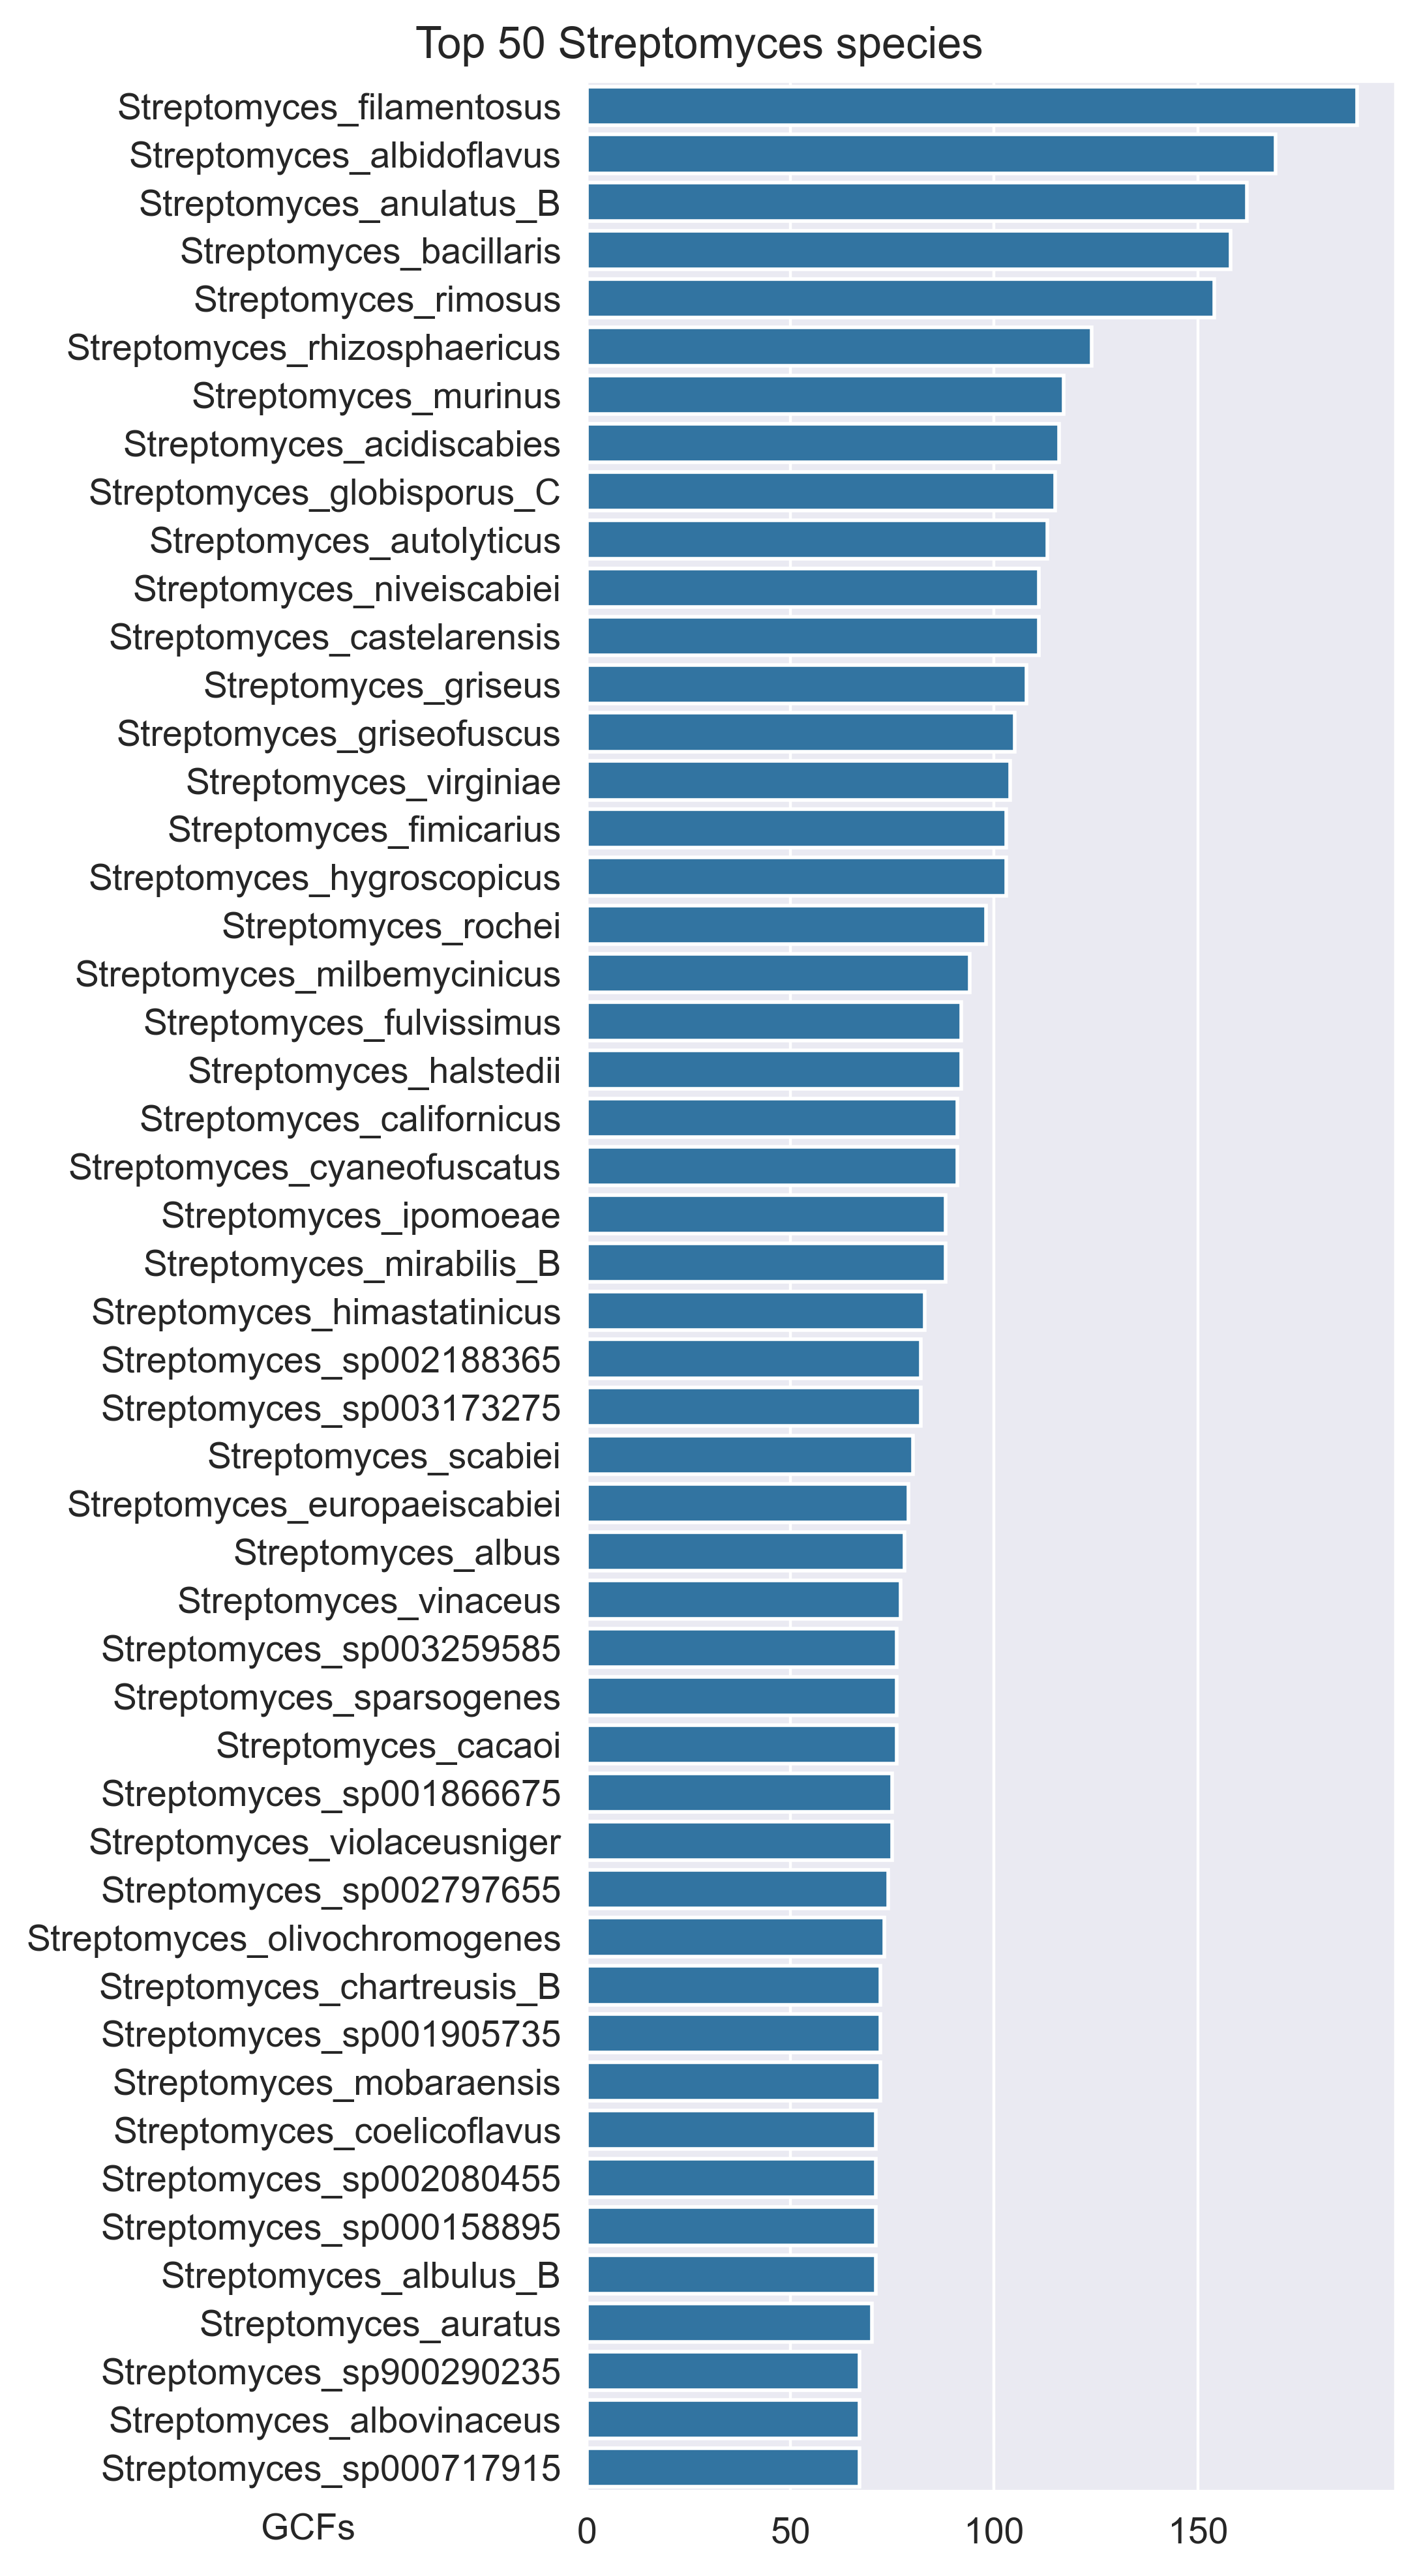 Top 50 Streptomyces species
Streptomyces_filamentosus
Streptomyces_albidoflavus
Streptomyces_anulatus_B
Streptomyces_bacillaris
Streptomyces_rimosus
Streptomyces_rhizosphaericus
Streptomyces_murinus
Streptomyces_acidiscabies
Streptomyces_globisporus_C
Streptomyces_autolyticus
Streptomyces_niveiscabiei
Streptomyces_castelarensis
Streptomyces_griseus
Streptomyces_griseofuscus
Streptomyces_virginiae
Streptomyces_fimicarius
Streptomyces_hygroscopicus
Streptomyces_rochei
Streptomyces_milbemycinicus
Streptomyces_fulvissimus
Streptomyces_halstedii
Streptomyces_californicus
Streptomyces_cyaneofuscatus
Streptomyces_ipomoeae
Streptomyces_mirabilis_B
Streptomyces_himastatinicus
Streptomyces_sp002188365
Streptomyces_sp003173275
Streptomyces_scabiei
Streptomyces_europaeiscabiei
Streptomyces_albus
Streptomyces_vinaceus
Streptomyces_sp003259585
Streptomyces_sparsogenes
Streptomyces_cacaoi
Streptomyces_sp001866675
Streptomyces_violaceusniger
Streptomyces_sp002797655
Streptomyces_olivochromogenes
Streptomyces_chartreusis_B
Streptomyces_sp001905735
Streptomyces_mobaraensis
Streptomyces_coelicoflavus
Streptomyces_sp002080455
Streptomyces_sp000158895
Streptomyces_albulus_B
Streptomyces_auratus
Streptomyces_sp900290235
Streptomyces_albovinaceus
Streptomyces_sp000717915
GCFs 0 50 100 150